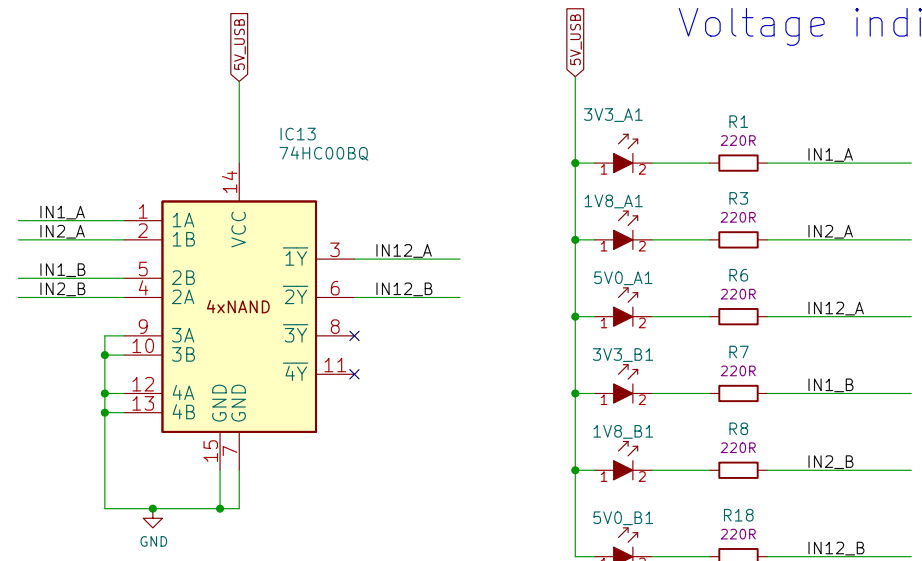 5V_USB
IC13
74HC00BQ
14
VCC
IN1_A 1 1A
IN2_A 2 1B
1Y 3 IN12_A
IN1_B 5 2B
IN2_B 4 2A
2Y 6 IN12_B
4xNAND
9 3A
10 3B
3Y 8
4Y 11
12 4A
13 4B
GND
GND
15
7
GND
Voltage indi
5V_USB
3V3_A1
1 2
R1
220R
IN1_A
1V8_A1
1 2
R3
220R
IN2_A
5V0_A1
1 2
R6
220R
IN12_A
3V3_B1
1 2
R7
220R
IN1_B
1V8_B1
1 2
R8
220R
IN2_B
5V0_B1
1 2
R18
220R
IN12_B